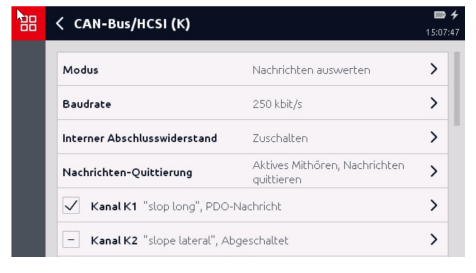 CAN-Bus/HCSI (K)
15:07:47
Modus Nachrichten auswerten
Baudrate 250 kbit/s
Interner Abschlusswiderstand Zuschalten
Nachrichten-Quittierung Aktives Mithören, Nachrichten
quittieren
Kanal K1 "slop long", PDO-Nachricht
Kanal K2 "slope lateral", Abgeschaltet